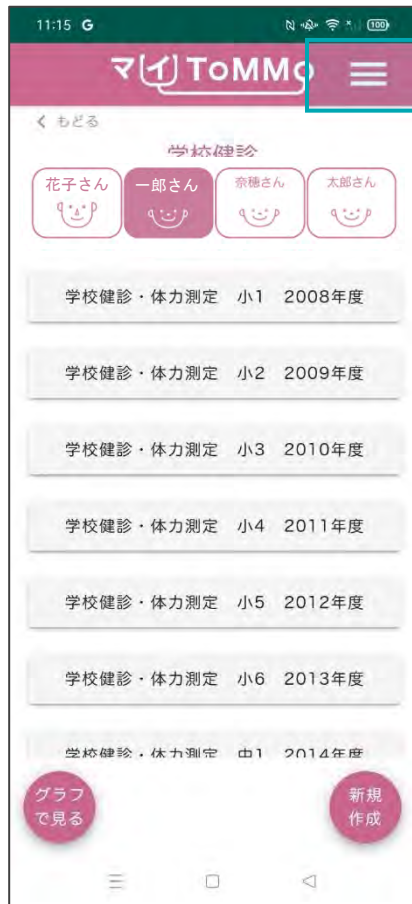 11:15 G
100
マイ ToMMo
もどる
学校健診
花子さん 一郎さん 奈穂さん 太郎さん
学校健診・体力測定 小1 2008年度
学校健診・体力測定 小2 2009年度
学校健診・体力測定 小3 2010年度
学校健診・体力測定 小4 2011年度
学校健診・体力測定 小5 2012年度
学校健診・体力測定 小6 2013年度
学校健診・体力測定 中1 2014年度
グラフ
で見る
新規
作成